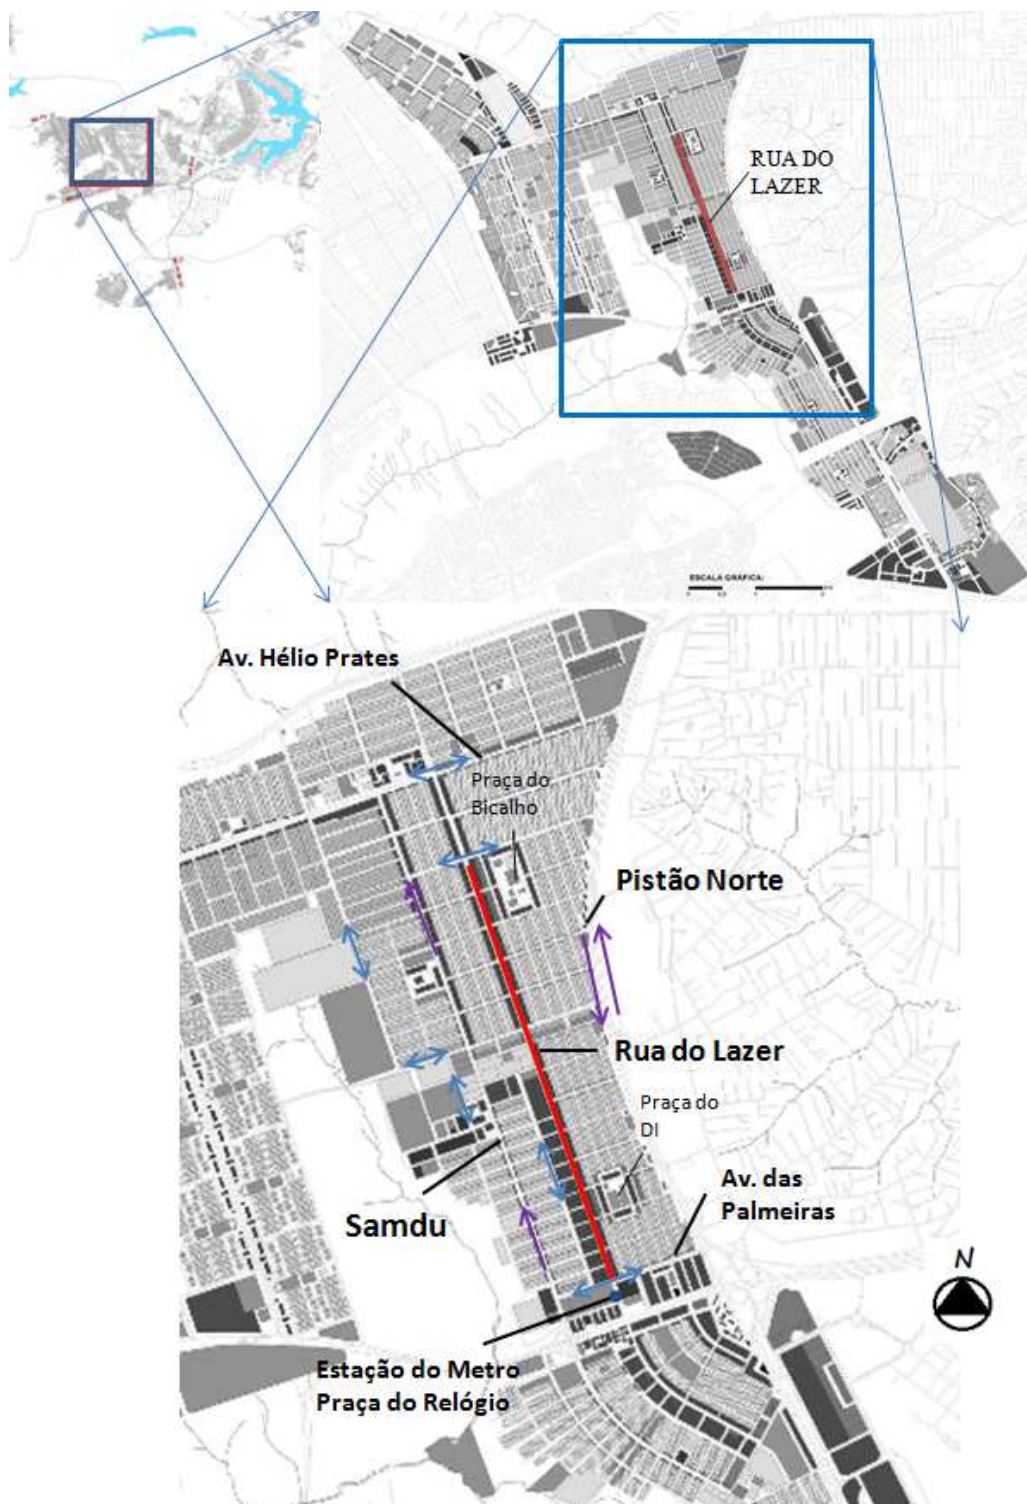 RUA DO
LAZER
ESCALA GRÁFICA:
Av. Hélio Prates
Praça do
Bicalho
Pistão Norte
Rua do Lazer
Praça do
DI
Av. das
Palmeiras
Samdu
N
Estação do Metro
Praça do Relógio